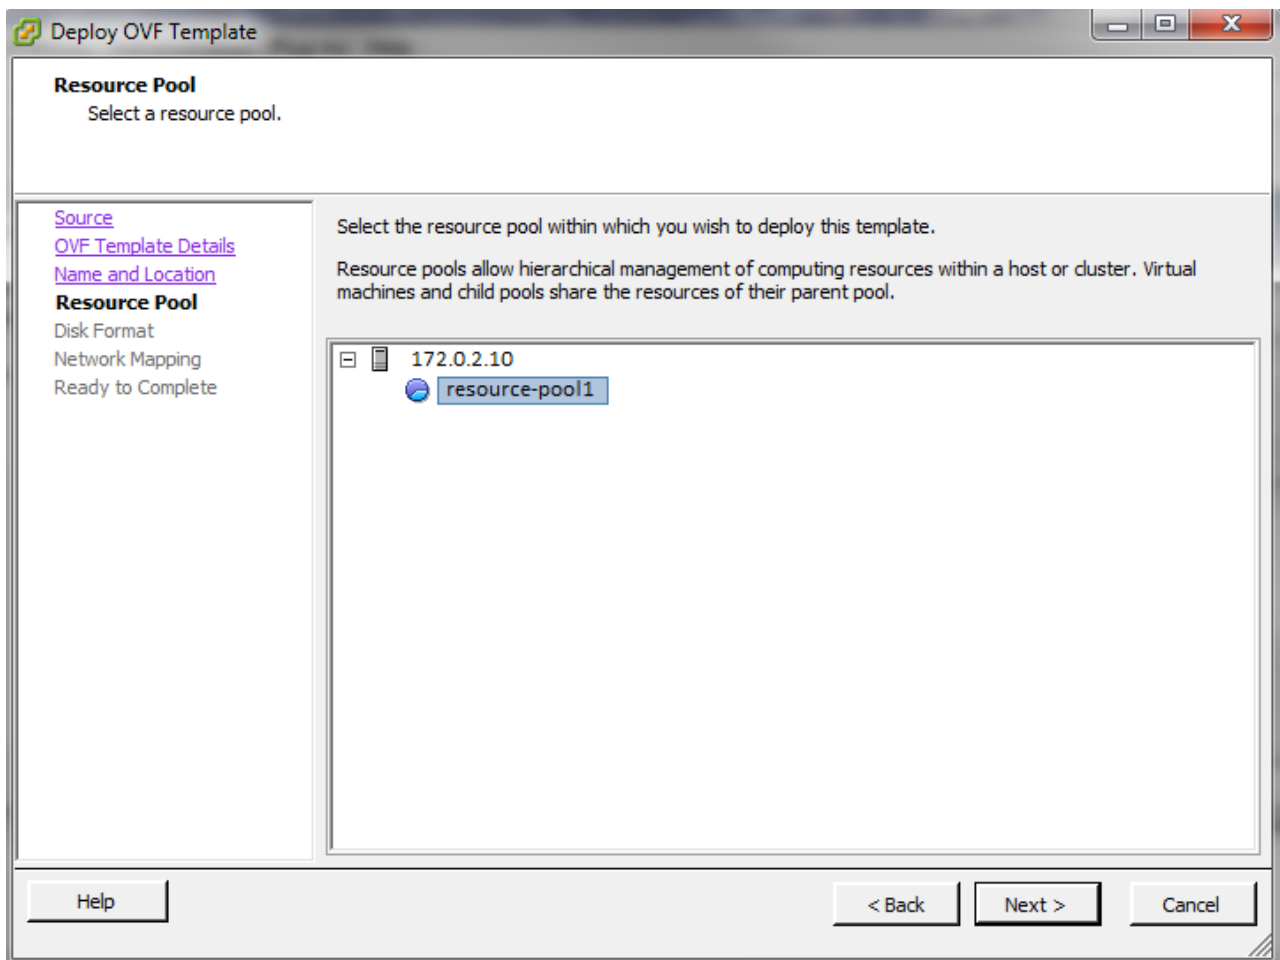 Deploy OVF Template
Resource Pool
Select a resource pool.
Source
OVF Template Details
Name and Location
Resource Pool
Disk Format
Network Mapping
Ready to Complete
Select the resource pool within which you wish to deploy this template.
Resource pools allow hierarchical management of computing resources within a host or cluster. Virtual
machines and child pools share the resources of their parent pool.
172.0.2.10
resource-pool1
Help
< Back
Next >
Cancel